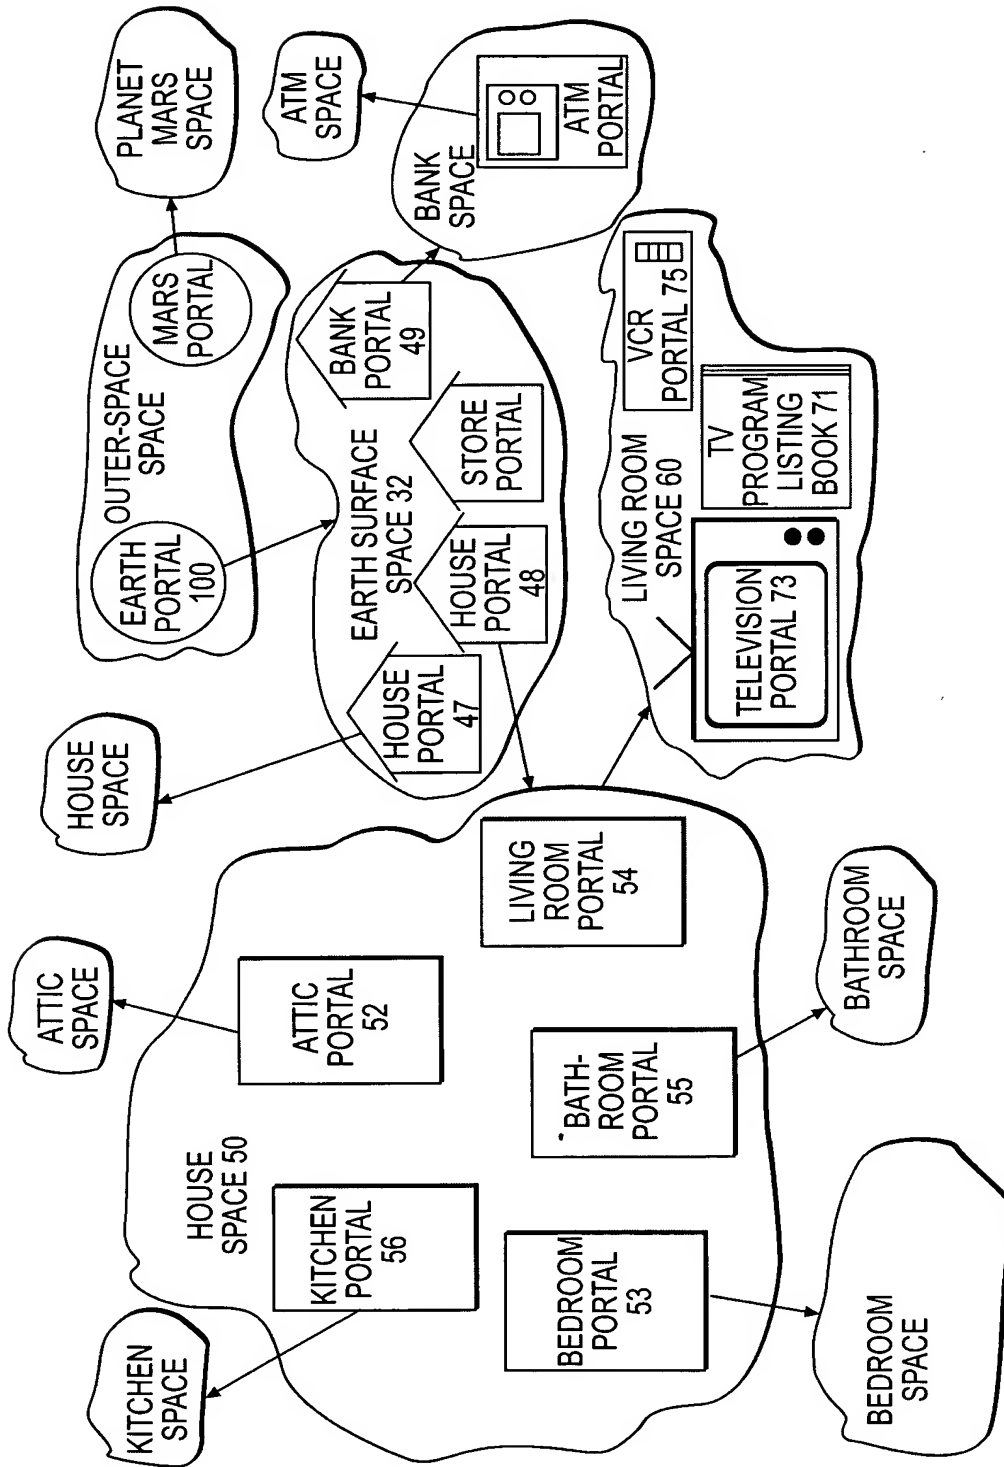 KITCHEN
SPACE
ATTIC
SPACE
HOUSE
SPACE
OUTER-SPACE
SPACE
EARTH
PORTAL
100
MARS
PORTAL
PLANET
MARS
SPACE
ATM
SPACE
HOUSE
SPACE 50
KITCHEN
PORTAL
56
ATTIC
PORTAL
52
BEDROOM
PORTAL
53
BATH-
ROOM
PORTAL
55
LIVING
ROOM
PORTAL
54
EARTH SURFACE
SPACE 32
HOUSE
PORTAL
47
HOUSE
PORTAL
48
STORE
PORTAL
BANK
PORTAL
49
BANK
SPACE
ATM
PORTAL
LIVING ROOM
SPACE 60
TELEVISION
PORTAL 73
TV
PROGRAM
LISTING
BOOK 71
VCR
PORTAL 75
BEDROOM
SPACE
BATHROOM
SPACE